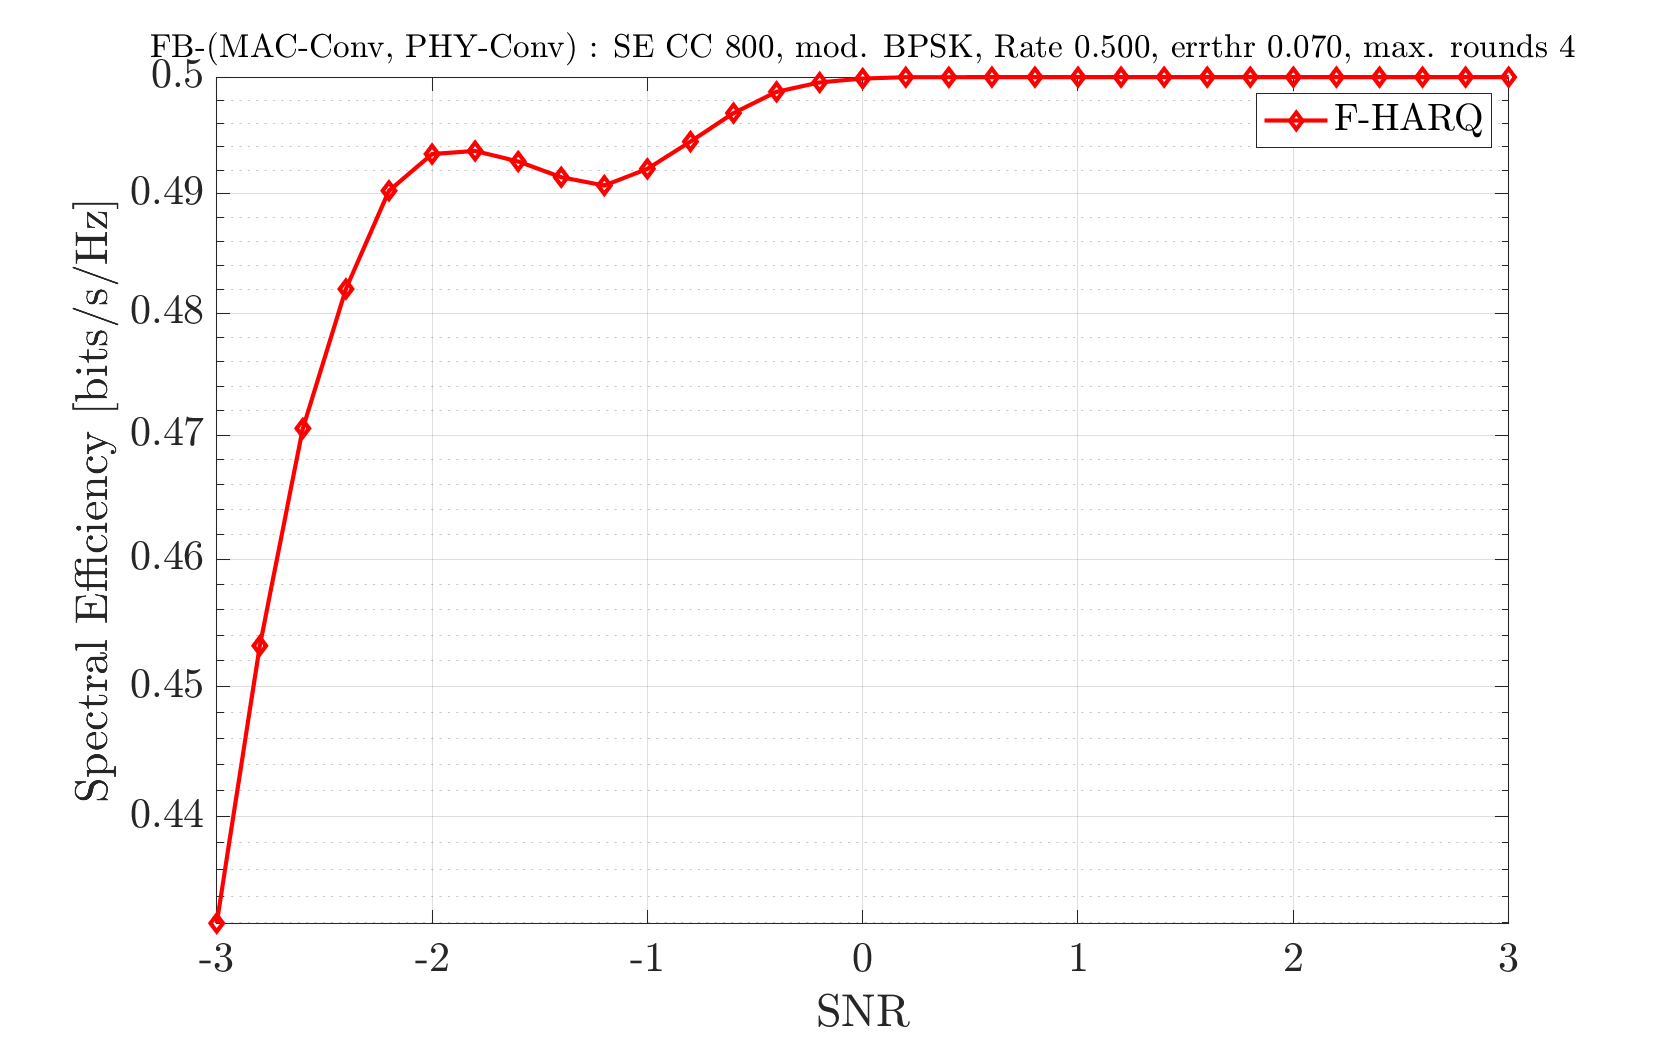 FB-(MAC-Conv, PHY-Conv) : SE CC 800, mod. BPSK, Rate 0.500, errthr 0.070, max. rounds 4
0.5
0.49
0.48
0.47
0.46
0.45
0.44
Spectral Efficiency [bits/s/Hz]
F-HARQ
-3 -2 -1 0 1 2 3
SNR